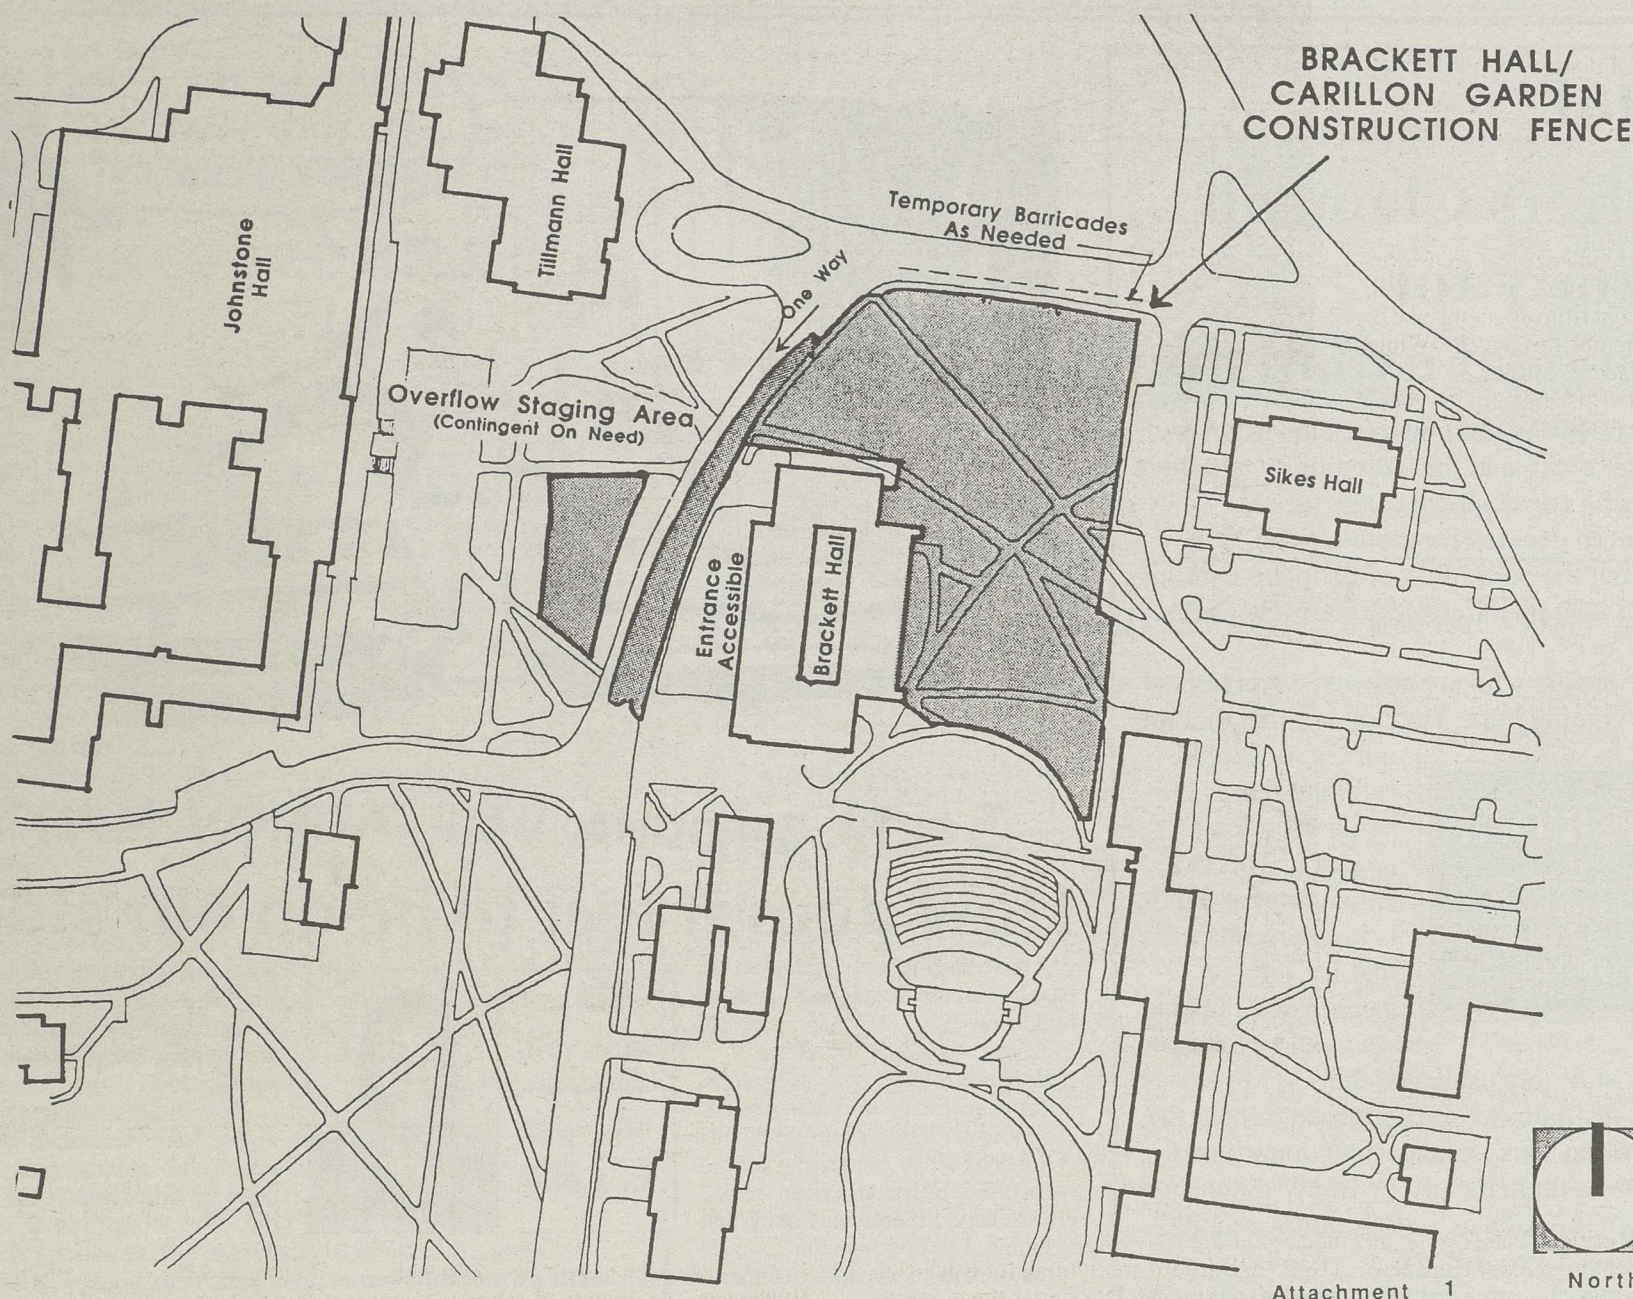 BRACKETT HALL/
CARILLON GARDEN
CONSTRUCTION FENCE
Temporary Barricades
As Needed
One Way
Tillmann Hall
Johnstone
Hall
Overflow Staging Area
(Contingent On Need)
Sikes Hall
Entrance
Accessible
Brackett Hall
Attachment 1
North